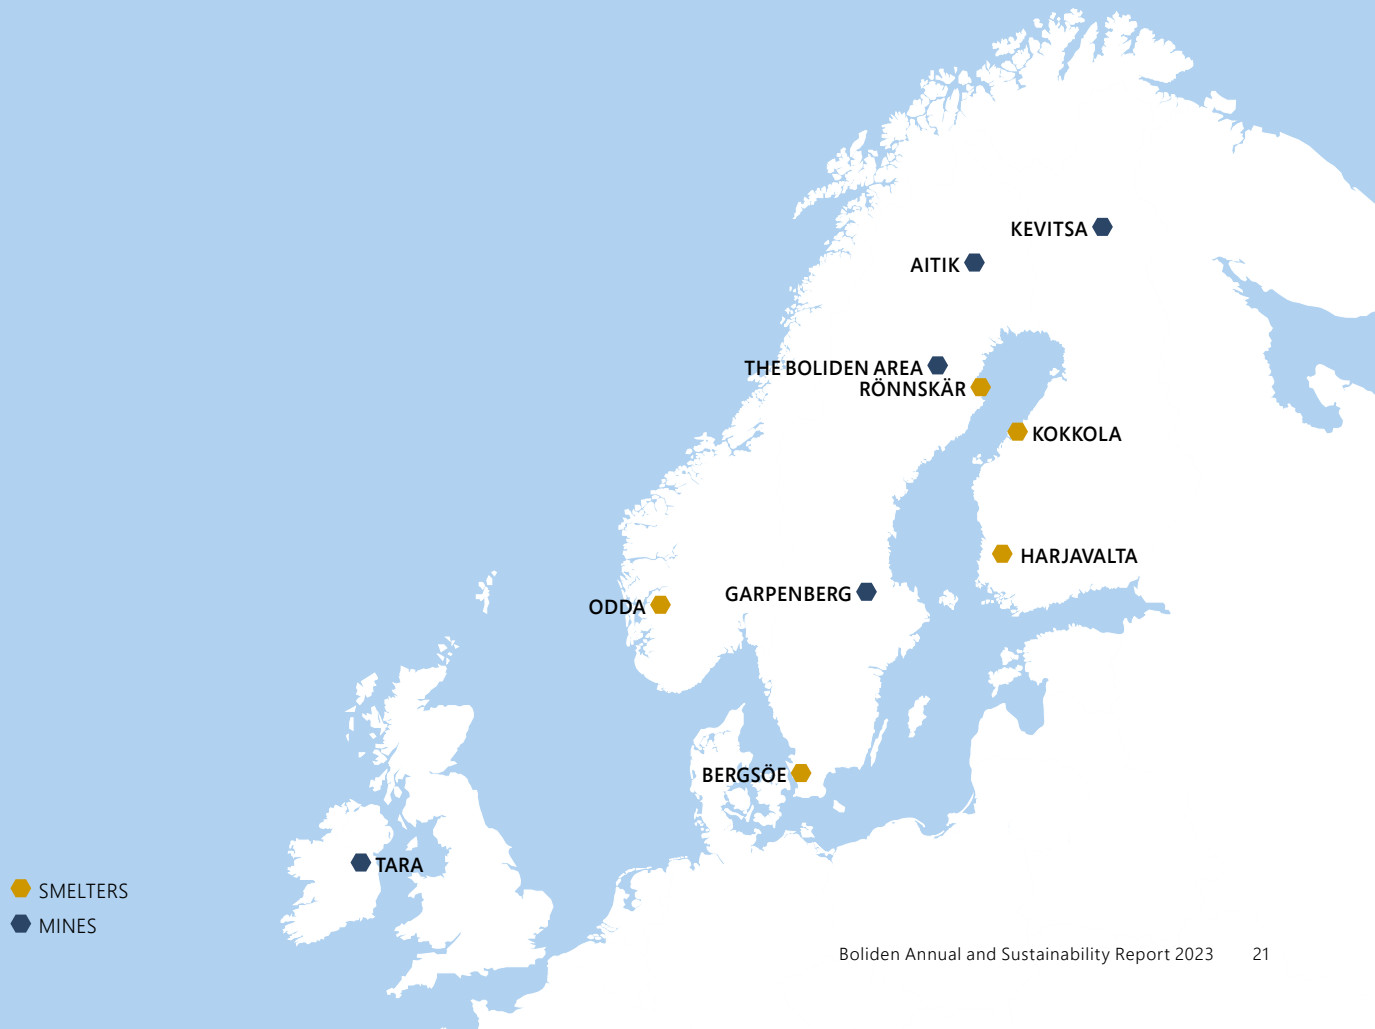 KEVITSA
AITIK
THE BOLIDEN AREA
RÖNNSKÄR
KOKKOLA
HARJAVALTA
GARPENBERG
ODDA
BERGSÖE
TARA
SMELTERS
MINES
Boliden Annual and Sustainability Report 2023 21